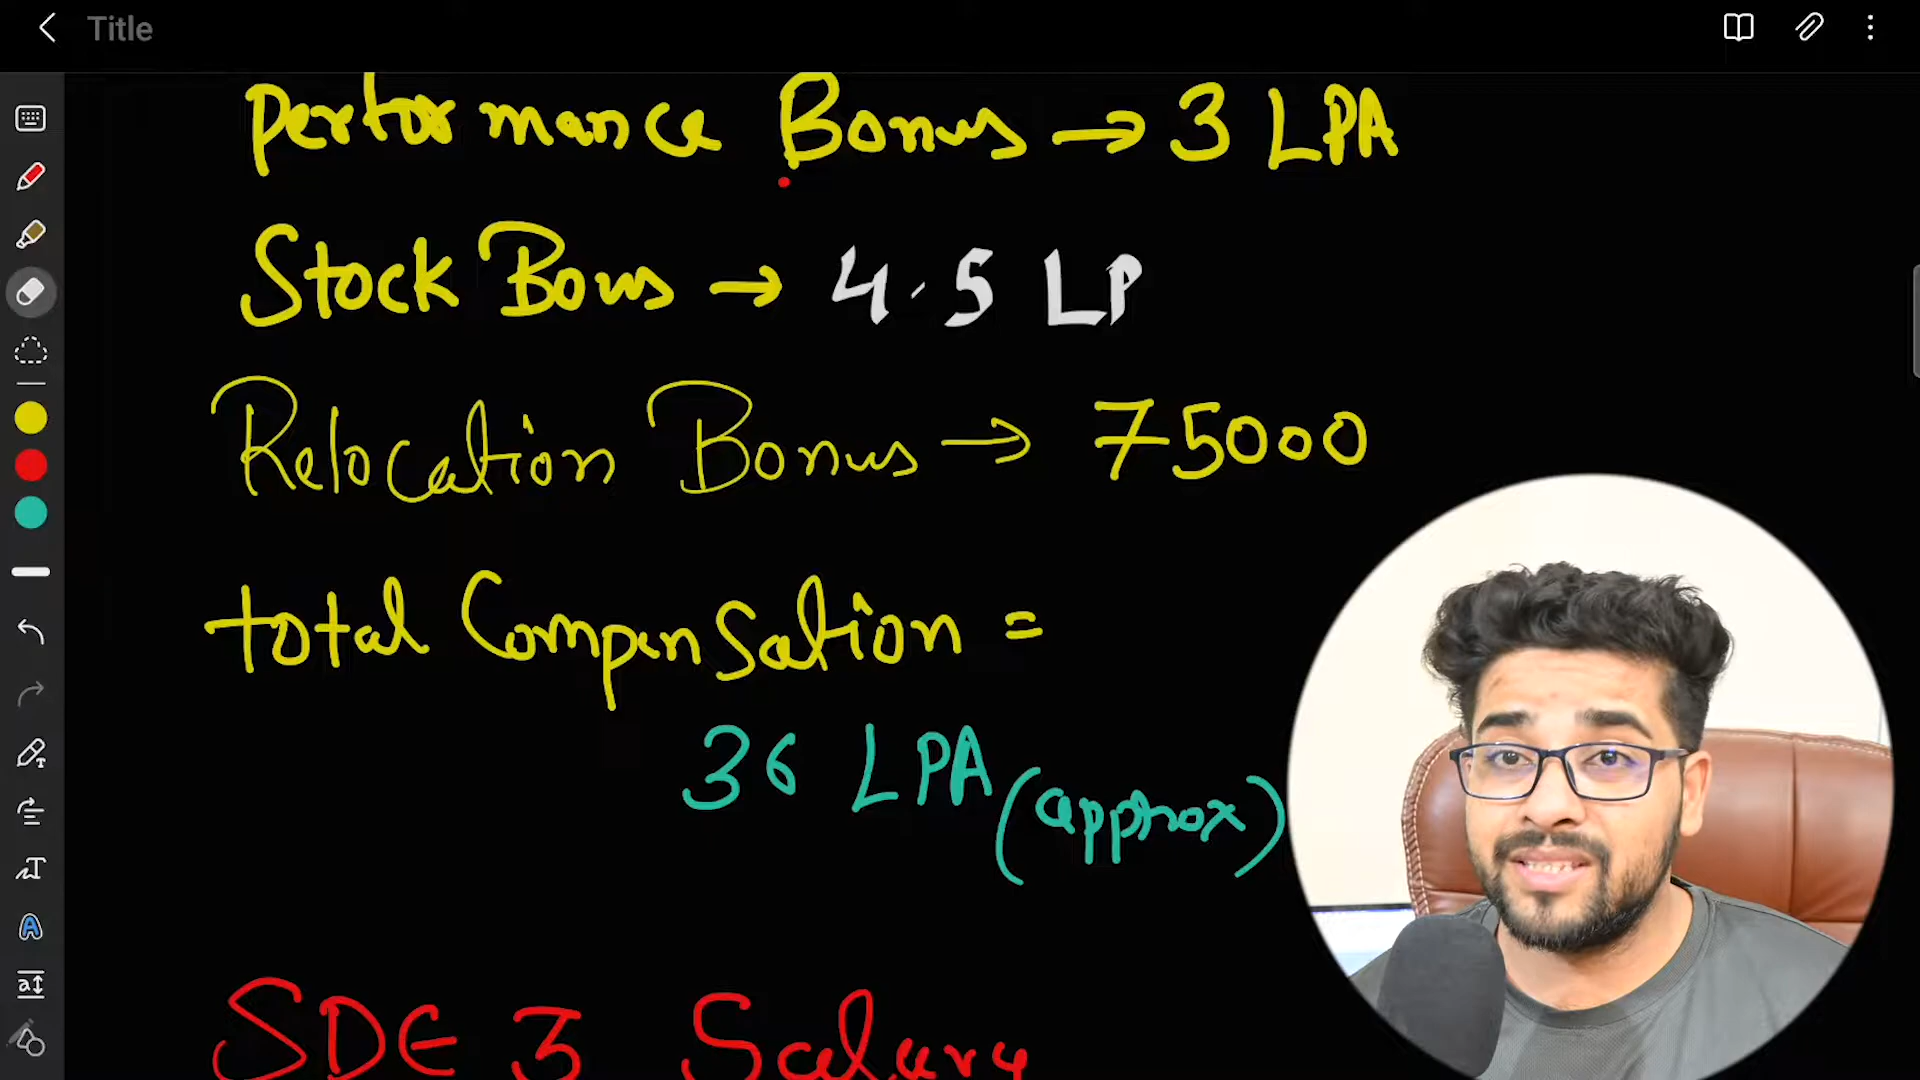 Title
Performance Bonus → 3 LPA
Stock Bonus → 4.5 LP
Relocation Bonus → 75000
total Compensation =
36 LPA (approx)
SDE 3 Salary